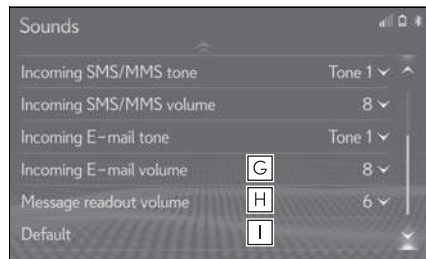 Sounds
Incoming SMS/MMS tone Tone 1
Incoming SMS/MMS volume 8
Incoming E-mail tone Tone 1
Incoming E-mail volume G 8
Message readout volume H 6
Default I